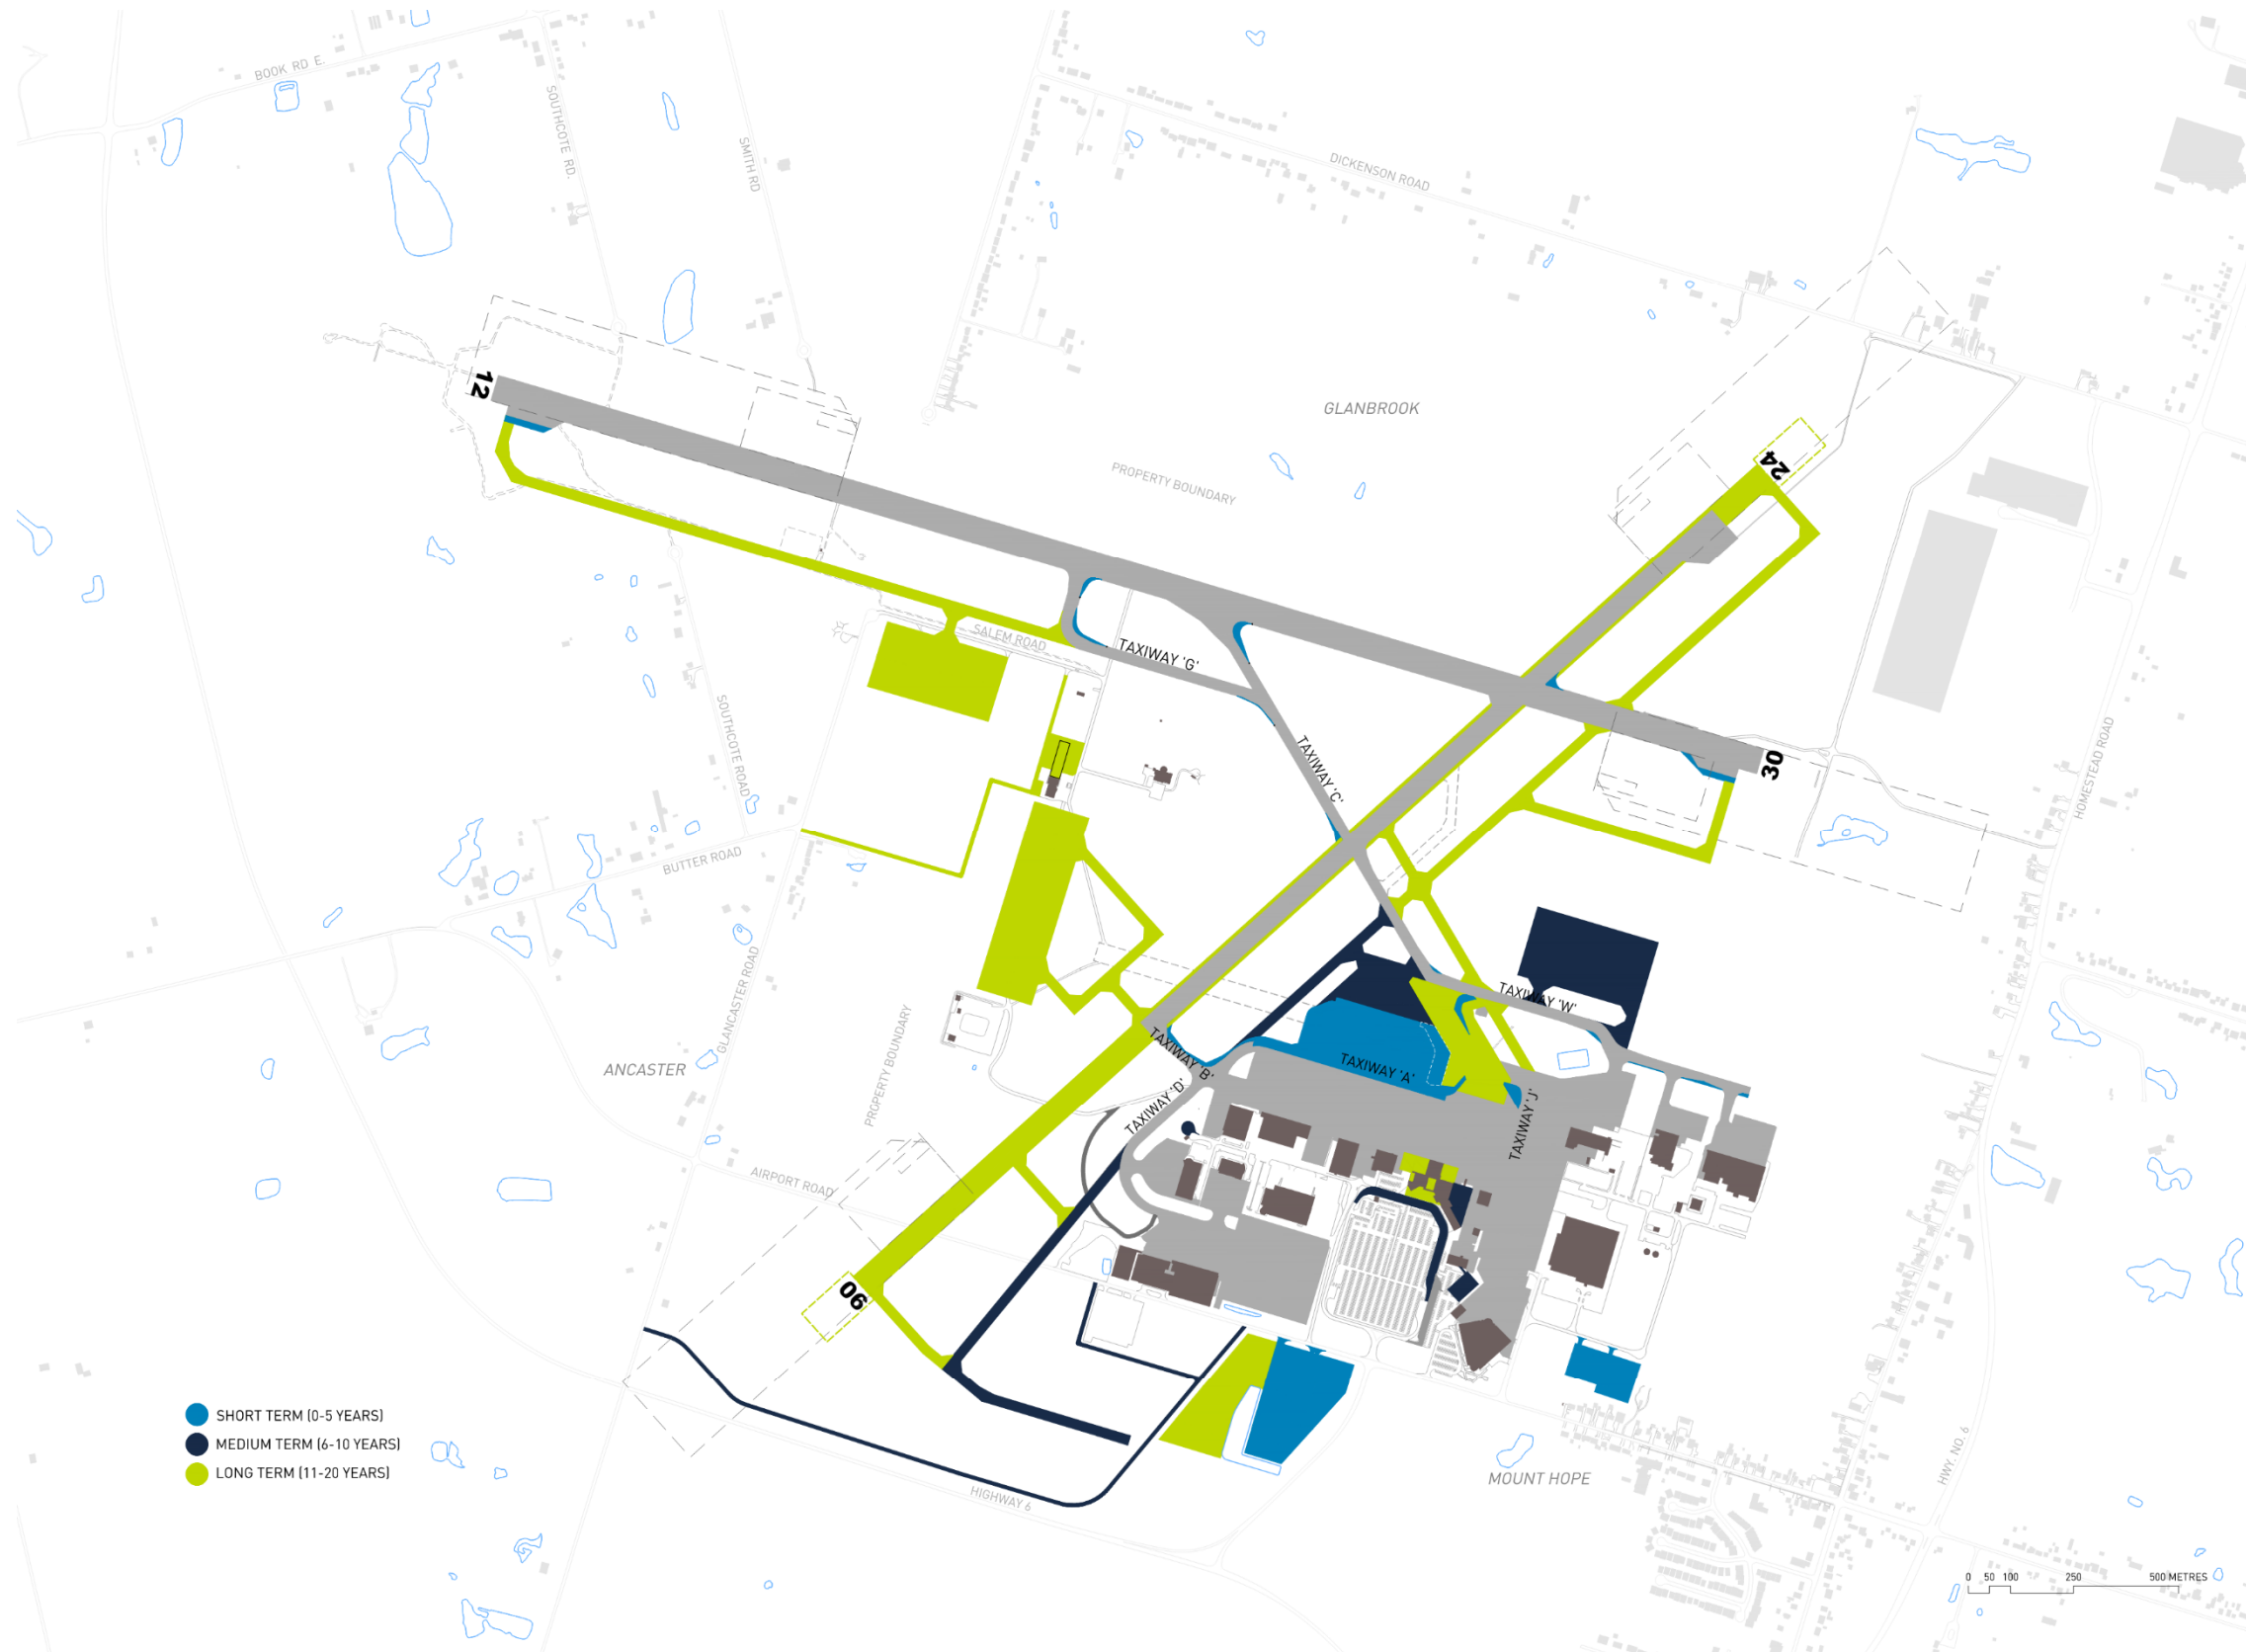 BOOK RD E.
SOUTHCOTE RD.
SMITH RD
DICKENSON ROAD
12
GLANBROOK
24
PROPERTY BOUNDARY
SALEM ROAD
TAXIWAY 'G'
TAXIWAY 'C'
30
HOMESTEAD ROAD
SOUTHCOTE ROAD
BUTTER ROAD
GLANCASTER ROAD
PROPERTY BOUNDARY
ANCASTER
TAXIWAY 'W'
TAXIWAY 'B'
TAXIWAY 'A'
TAXIWAY 'D'
TAXIWAY 'J'
AIRPORT ROAD
06
SHORT TERM (0-5 YEARS)
MEDIUM TERM (6-10 YEARS)
LONG TERM (11-20 YEARS)
HIGHWAY 6
MOUNT HOPE
HWY. NO. 6
0 50 100 250 500 METRES